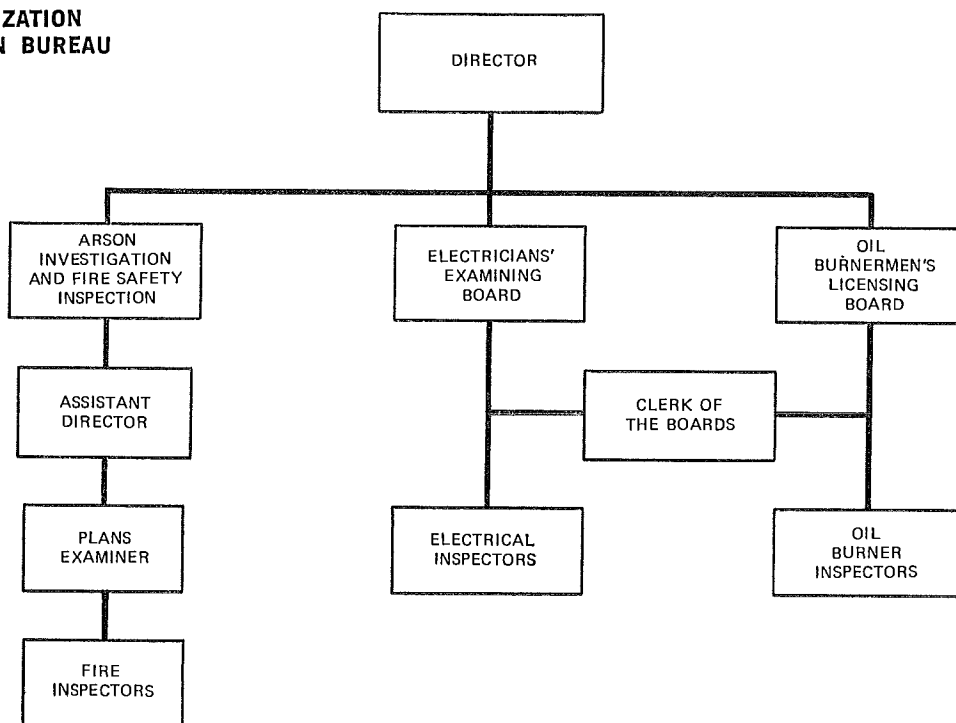 ZATION
N BUREAU
DIRECTOR
ARSON
INVESTIGATION
AND FIRE SAFETY
INSPECTION
ELECTRICIANS'
EXAMINING
BOARD
OIL
BURNERMEN'S
LICENSING
BOARD
ASSISTANT
DIRECTOR
CLERK OF
THE BOARDS
PLANS
EXAMINER
ELECTRICAL
INSPECTORS
OIL
BURNER
INSPECTORS
FIRE
INSPECTORS